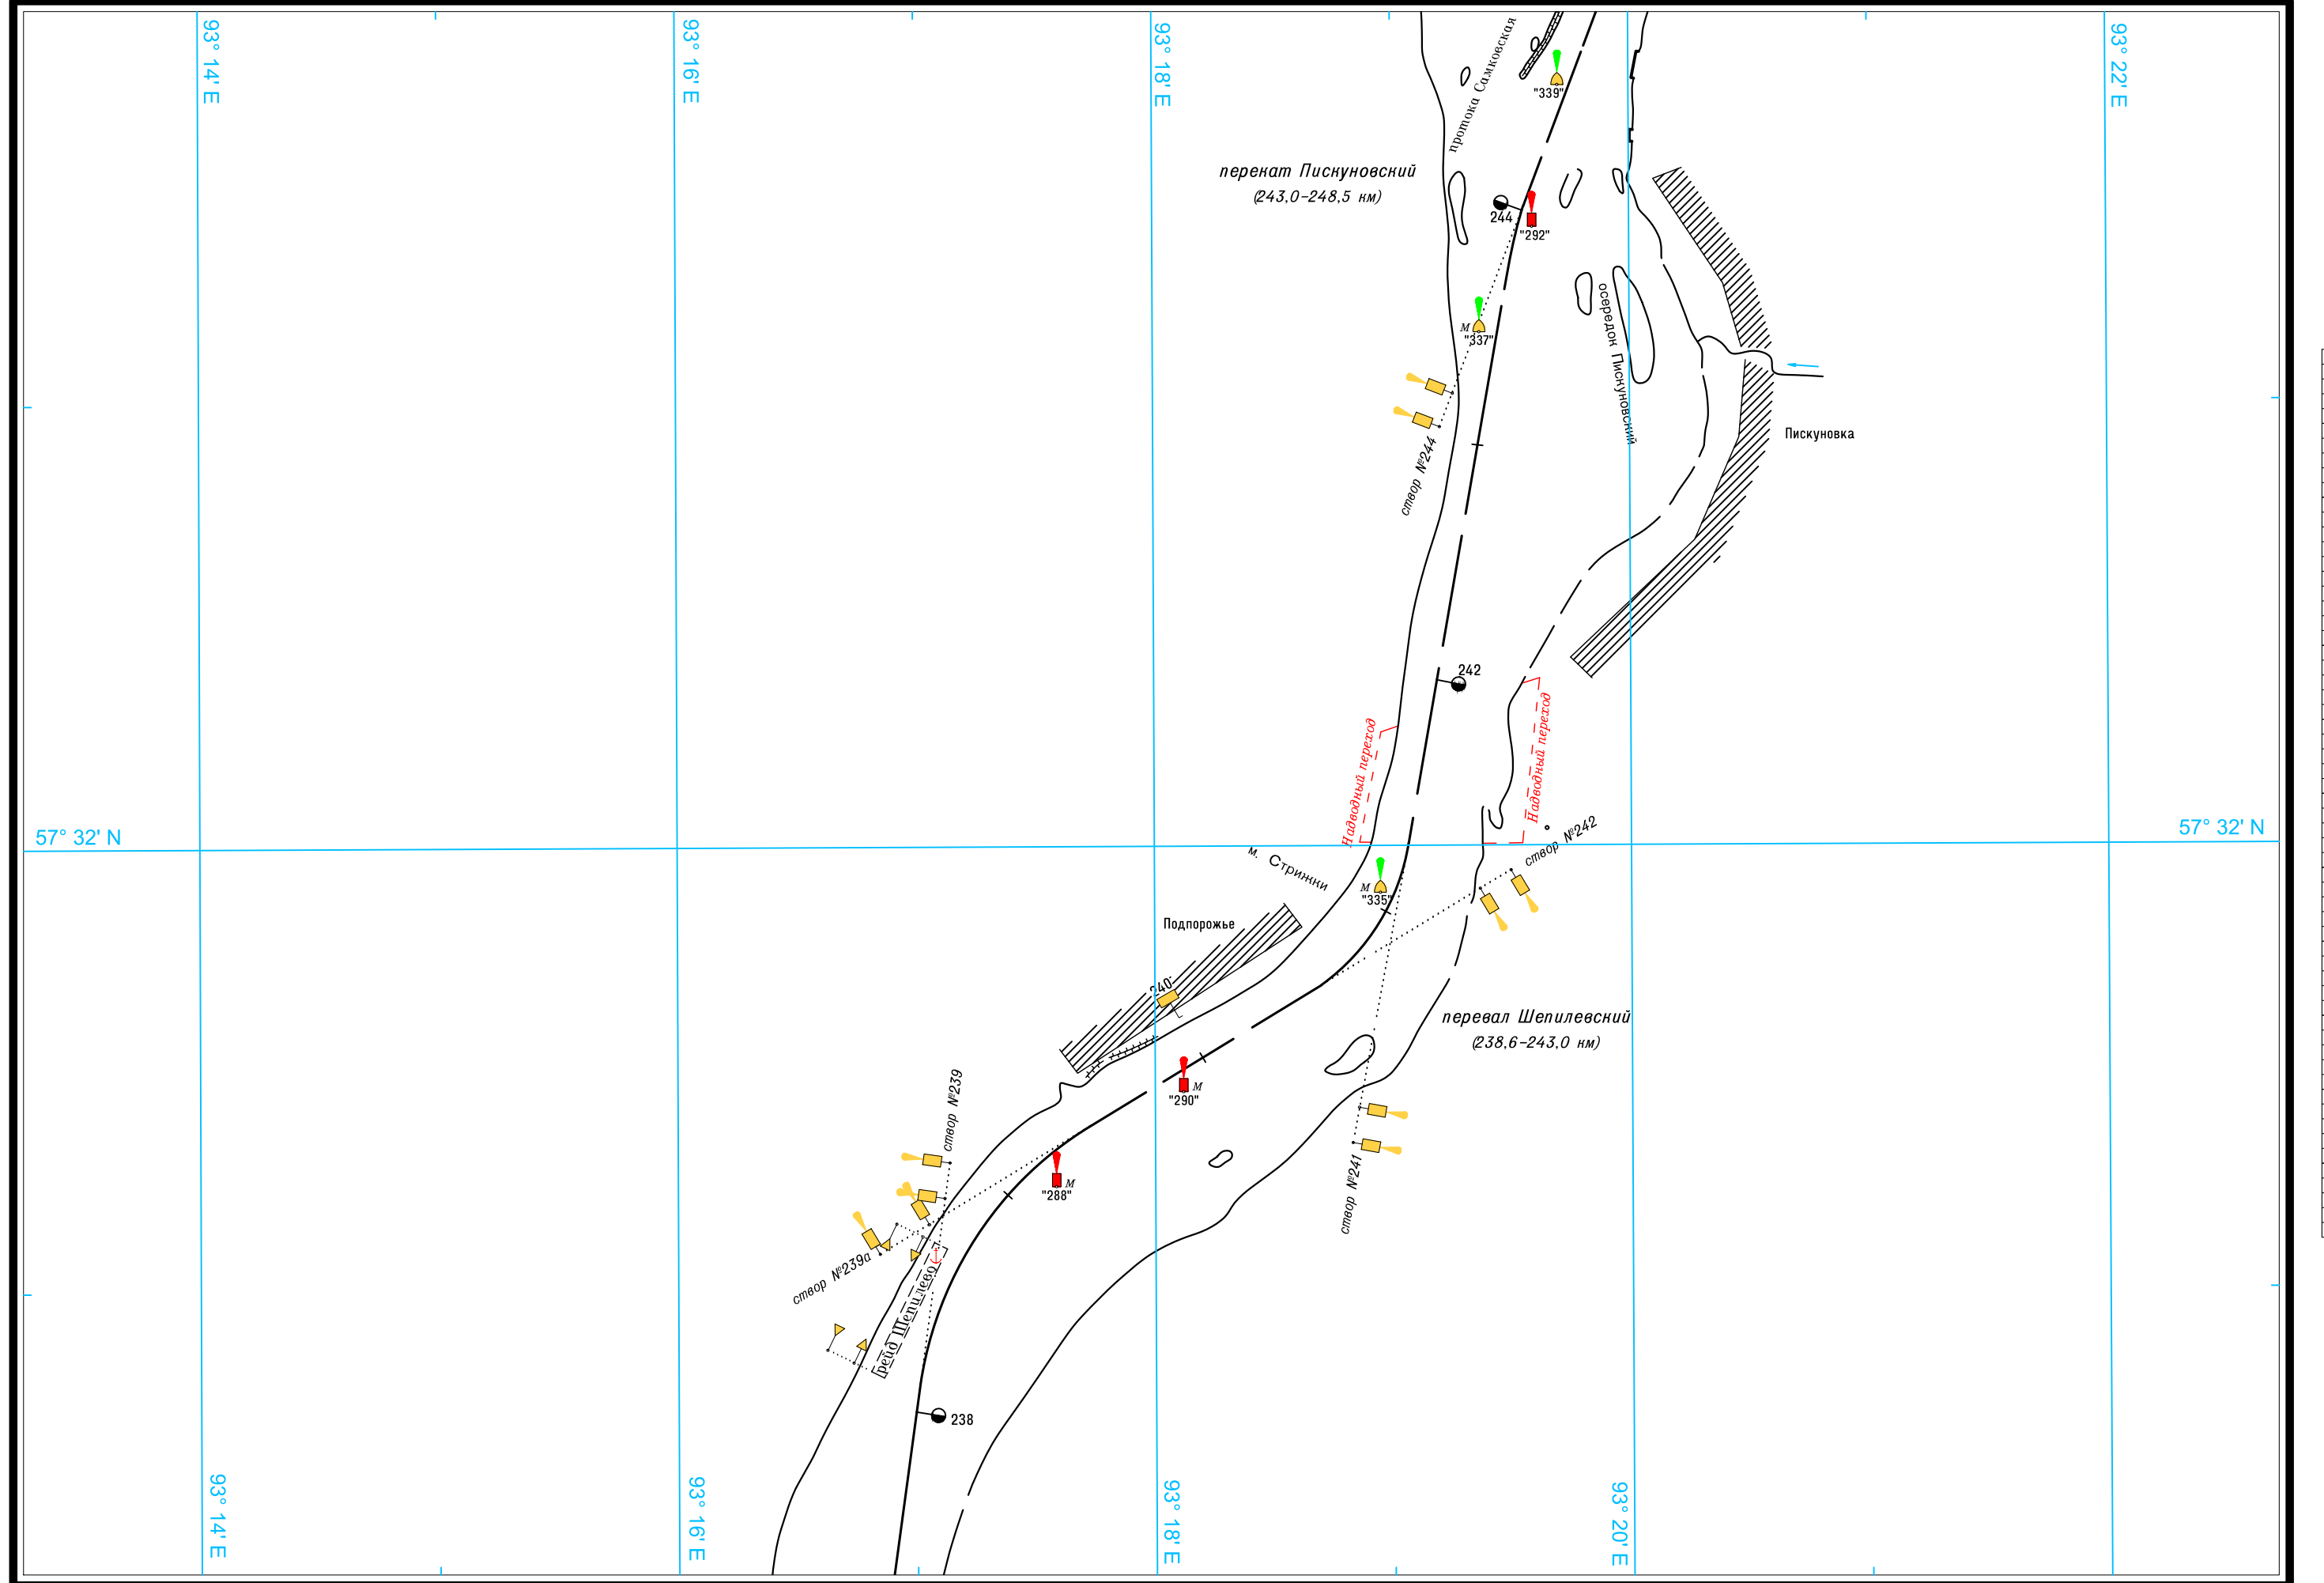 93° 14' E
93° 16' E
93° 18' E
93° 22' E
протока Самковская
"339"
перекат Пискуновский
(243,0-248,5 км)
244
"292"
осередок Пискуновский
М
"337"
Пискуновка
створ №244
242
Надводный переход
Надводный переход
57° 32' N
57° 32' N
створ №242
м. Стрижки
М
"335"
Подпорожье
240
перевал Шепилевский
(238,6-243,0 км)
М
"290"
створ №239
М
"288"
створ №241
створ №239а
рейд Шепилево
238
93° 14' E
93° 16' E
93° 18' E
93° 20' E